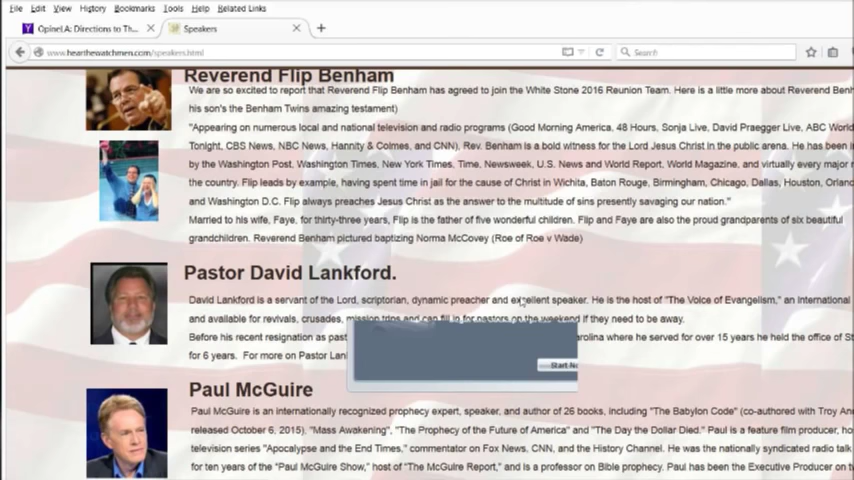 File Edit View History Bookmarks Tools Help Related Links
OpineLA: Directions to Th... Speakers
www.hearthewatchmen.com/speakers.html Search
Reverend Flip Benham
We are so excited to report that Reverend Flip Benham has agreed to join the White Stone 2016 Reunion Team. Here is a little more about Reverend Benh
his son's the Benham Twins amazing testament)
"Appearing on numerous local and national television and radio programs (Good Morning America, 48 Hours, Sonja Live, David Praegger Live, ABC World
Tonight, CBS News, NBC News, Hannity & Colmes, and CNN). Rev. Benham is a bold witness for the Lord Jesus Christ in the public arena. He has been i
by the Washington Post, Washington Times, New York Times, Time, Newsweek, U.S. News and World Report, World Magazine, and virtually every major r
the country. Flip leads by example, having spent time in jail for the cause of Christ in Wichita, Baton Rouge, Birmingham, Chicago, Dallas, Houston, Orland
and Washington D.C. Flip always preaches Jesus Christ as the answer to the multitude of sins presently savaging our nation."
Married to his wife, Faye, for thirty-three years, Flip is the father of five wonderful children. Flip and Faye are also the proud grandparents of six beautiful
grandchildren. Reverend Benham pictured baptizing Norma McCovey (Roe of Roe v Wade)
Pastor David Lankford.
David Lankford is a servant of the Lord, scriptorian, dynamic preacher and excellent speaker. He is the host of "The Voice of Evangelism," an international
and available for revivals, crusades, mission trips and can fill in for pastors on the weekend if they need to be away.
Before his recent resignation as past arolina where he served for over 15 years he held the office of St
for 6 years. For more on Pastor Lan Start No
Paul McGuire
Paul McGuire is an internationally recognized prophecy expert, speaker, and author of 26 books, including "The Babylon Code" (co-authored with Troy An
released October 6, 2015), "Mass Awakening", "The Prophecy of the Future of America" and "The Day the Dollar Died." Paul is a feature film producer, ho
television series "Apocalypse and the End Times," commentator on Fox News, CNN, and the History Channel. He was the nationally syndicated radio talk
for ten years of the "Paul McGuire Show," host of "The McGuire Report," and is a professor on Bible prophecy. Paul has been the Executive Producer on tw